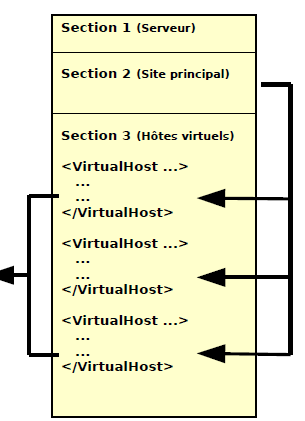 Section 1 (Serveur)
Section 2 (Site principal)
Section 3 (Hôtes virtuels)
<VirtualHost ...>
...
...
</VirtualHost>
<VirtualHost ...>
...
...
</VirtualHost>
<VirtualHost ...>
...
...
</VirtualHost>